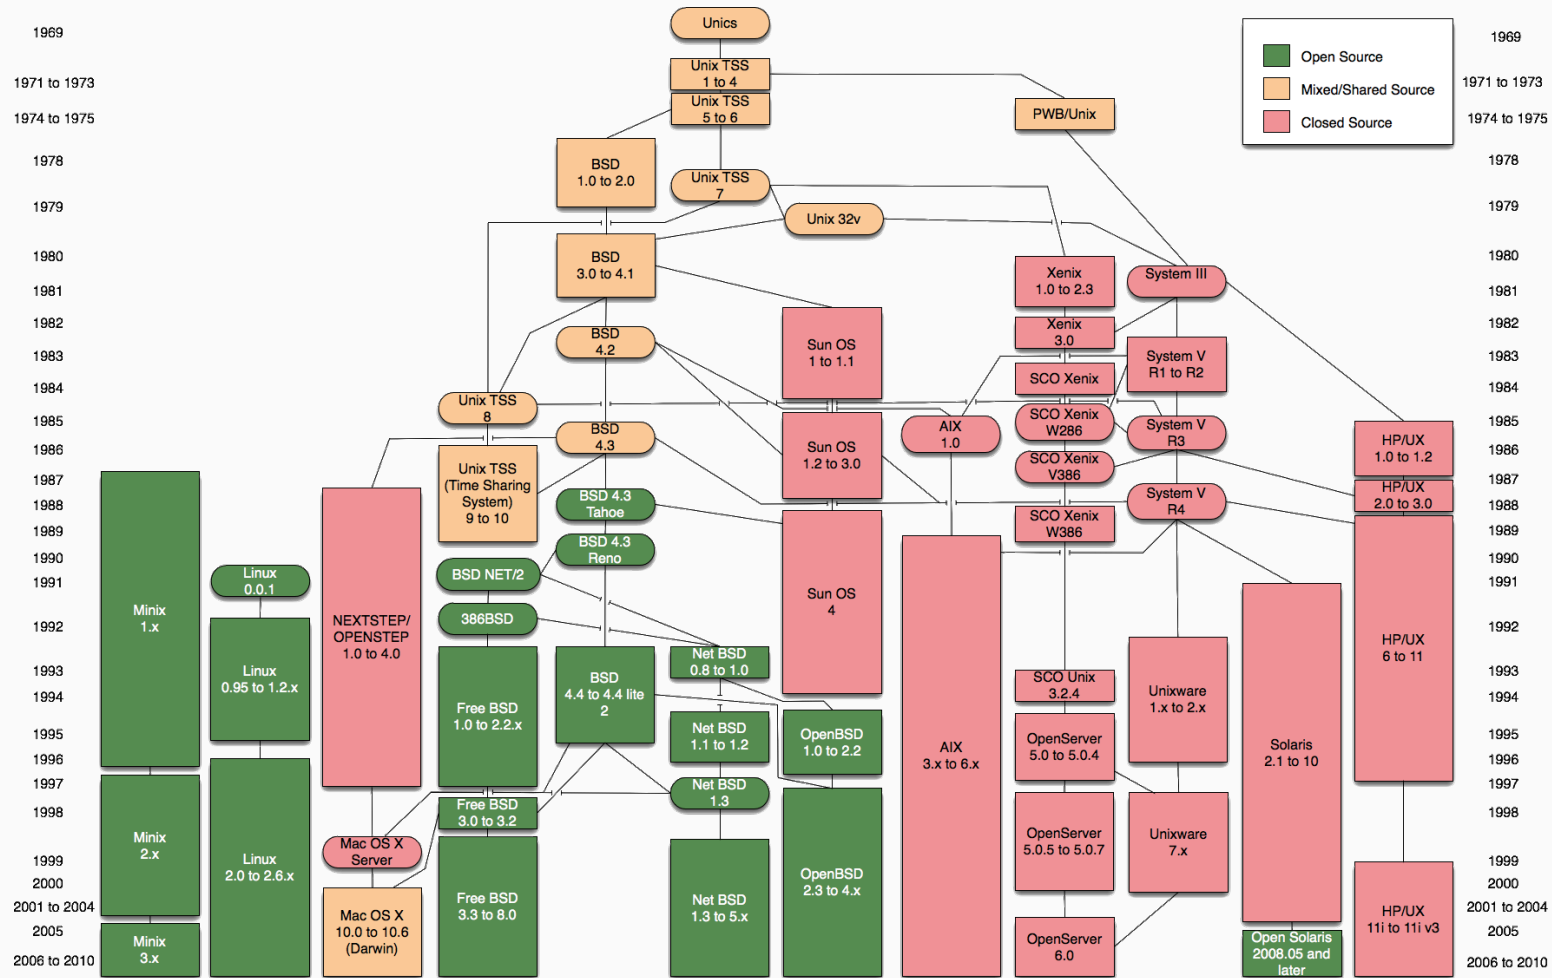 1969
Unics
1969
Open Source
Mixed/Shared Source
Closed Source
1971 to 1973
Unix TSS
1 to 4
1971 to 1973
1974 to 1975
Unix TSS
5 to 6
PWB/Unix
1974 to 1975
1978
BSD
1.0 to 2.0
Unix TSS
7
1978
1979
Unix 32v
1979
1980
BSD
3.0 to 4.1
Xenix
1.0 to 2.3
System III
1980
1981
1981
1982
BSD
4.2
Sun OS
1 to 1.1
Xenix
3.0
1982
1983
System V
R1 to R2
1983
1984
SCO Xenix
1984
Unix TSS
8
1985
BSD
4.3
Sun OS
1.2 to 3.0
AIX
1.0
SCO Xenix
W286
System V
R3
HP/UX
1.0 to 1.2
1985
1986
Unix TSS
(Time Sharing
System)
9 to 10
SCO Xenix
V386
1986
1987
BSD 4.3
Tahoe
System V
R4
HP/UX
2.0 to 3.0
1987
1988
SCO Xenix
W386
1988
1989
BSD 4.3
Reno
1989
1990
BSD NET/2
1990
1991
Linux
0.0.1
1991
Minix
1.x
NEXTSTEP/
OPENSTEP
1.0 to 4.0
386BSD
Sun OS
4
HP/UX
6 to 11
1992
1992
1993
Linux
0.95 to 1.2.x
BSD
4.4 to 4.4 lite
2
Net BSD
0.8 to 1.0
SCO Unix
3.2.4
Unixware
1.x to 2.x
1993
1994
Free BSD
1.0 to 2.2.x
1994
1995
Net BSD
1.1 to 1.2
OpenBSD
1.0 to 2.2
AIX
3.x to 6.x
OpenServer
5.0 to 5.0.4
Solaris
2.1 to 10
1995
1996
1996
1997
Net BSD
1.3
1997
1998
Free BSD
3.0 to 3.2
1998
Minix
2.x
Mac OS X
Server
OpenServer
5.0.5 to 5.0.7
Unixware
7.x
1999
Linux
2.0 to 2.6.x
1999
2000
OpenBSD
2.3 to 4.x
2000
2001 to 2004
Mac OS X
10.0 to 10.6
(Darwin)
Free BSD
3.3 to 8.0
Net BSD
1.3 to 5.x
HP/UX
11i to 11i v3
2001 to 2004
2005
Minix
3.x
OpenServer
6.0
Open Solaris
2008.05 and
later
2005
2006 to 2010
2006 to 2010